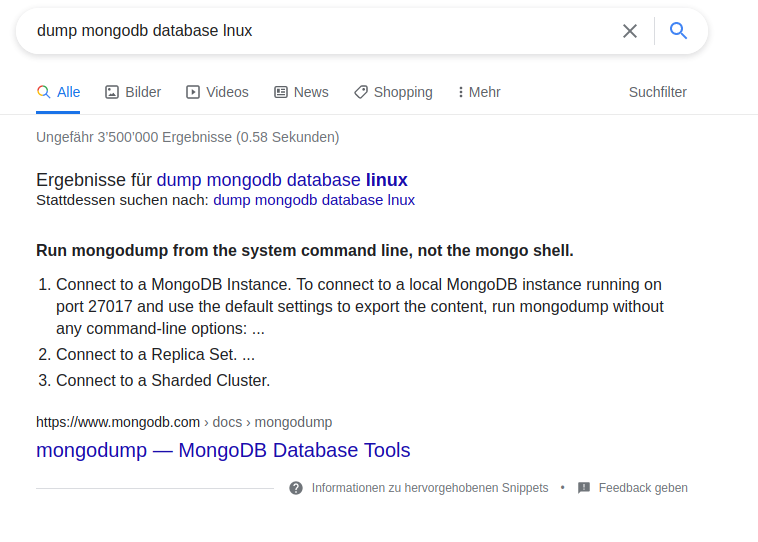 dump mongodb database lnux
Alle Bilder Videos News Shopping Mehr Suchfilter
Ungefähr 3’500’000 Ergebnisse (0.58 Sekunden)
Ergebnisse für dump mongodb database linux
Stattdessen suchen nach: dump mongodb database lnux
Run mongodump from the system command line, not the mongo shell.
1. Connect to a MongoDB Instance. To connect to a local MongoDB instance running on
port 27017 and use the default settings to export the content, run mongodump without
any command-line options: ...
2. Connect to a Replica Set. ...
3. Connect to a Sharded Cluster.
https://www.mongodb.com › docs › mongodump
mongodump — MongoDB Database Tools
Informationen zu hervorgehobenen Snippets • Feedback geben